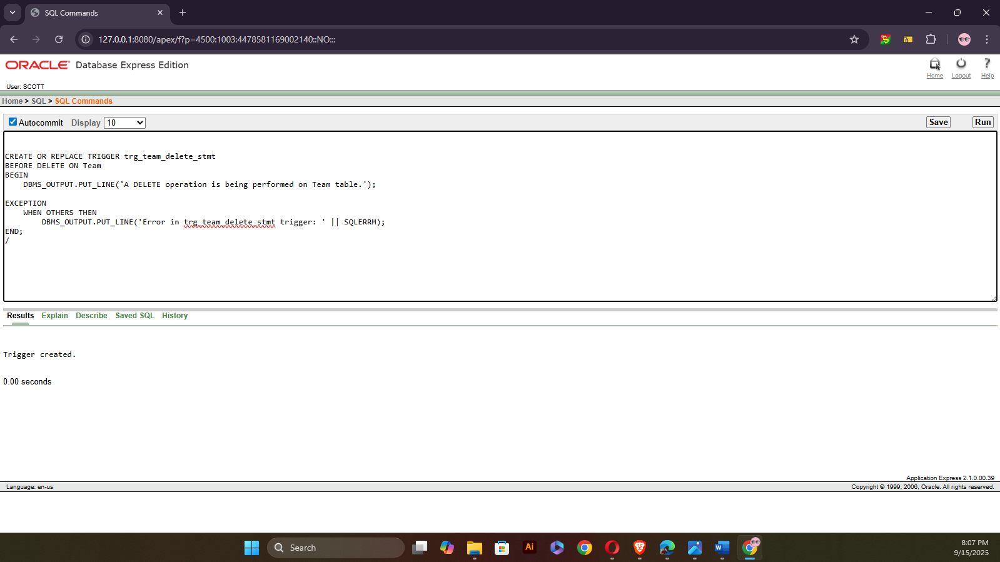 SQL Commands
127.0.0.1:8080/apex/f?p=4500:1003:4478581169002140::NO:::
ORACLE Database Express Edition
Home Logout Help
User: SCOTT
Home > SQL > SQL Commands
Autocommit Display 10 Save Run
CREATE OR REPLACE TRIGGER trg_team_delete_stmt
BEFORE DELETE ON Team
BEGIN
    DBMS_OUTPUT.PUT_LINE('A DELETE operation is being performed on Team table.');
EXCEPTION
    WHEN OTHERS THEN
        DBMS_OUTPUT.PUT_LINE('Error in trg_team_delete_stmt trigger: ' || SQLERRM);
END;
/
Results Explain Describe Saved SQL History
Trigger created.
0.00 seconds
Application Express 2.1.0.00.39
Language: en-us Copyright © 1999, 2006, Oracle. All rights reserved.
Search
Ai
W
8:07 PM
9/15/2025